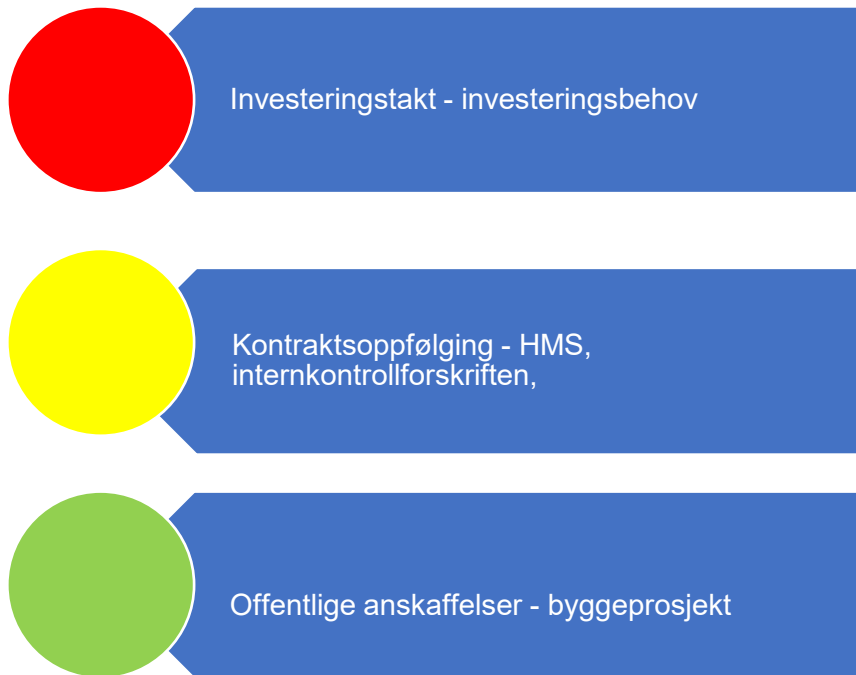 Investeringstakt - investeringsbehov
Kontraktsoppfølging - HMS,
internkontrollforskriften,
Offentlige anskaffelser - byggeprosjekt